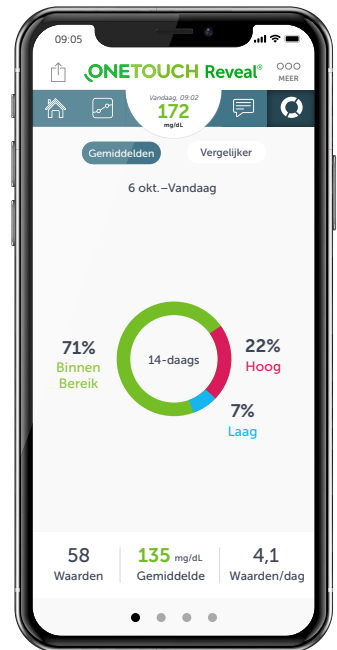 09:05
ONETOUCH Reveal®
MEER
Vandaag, 09:02
172
mg/dL
Gemiddelden
Vergelijker
6 okt.–Vandaag
71%
Binnen
Bereik
14-daags
22%
Hoog
7%
Laag
58
Waarden
135 mg/dL
Gemiddelde
4,1
Waarden/dag